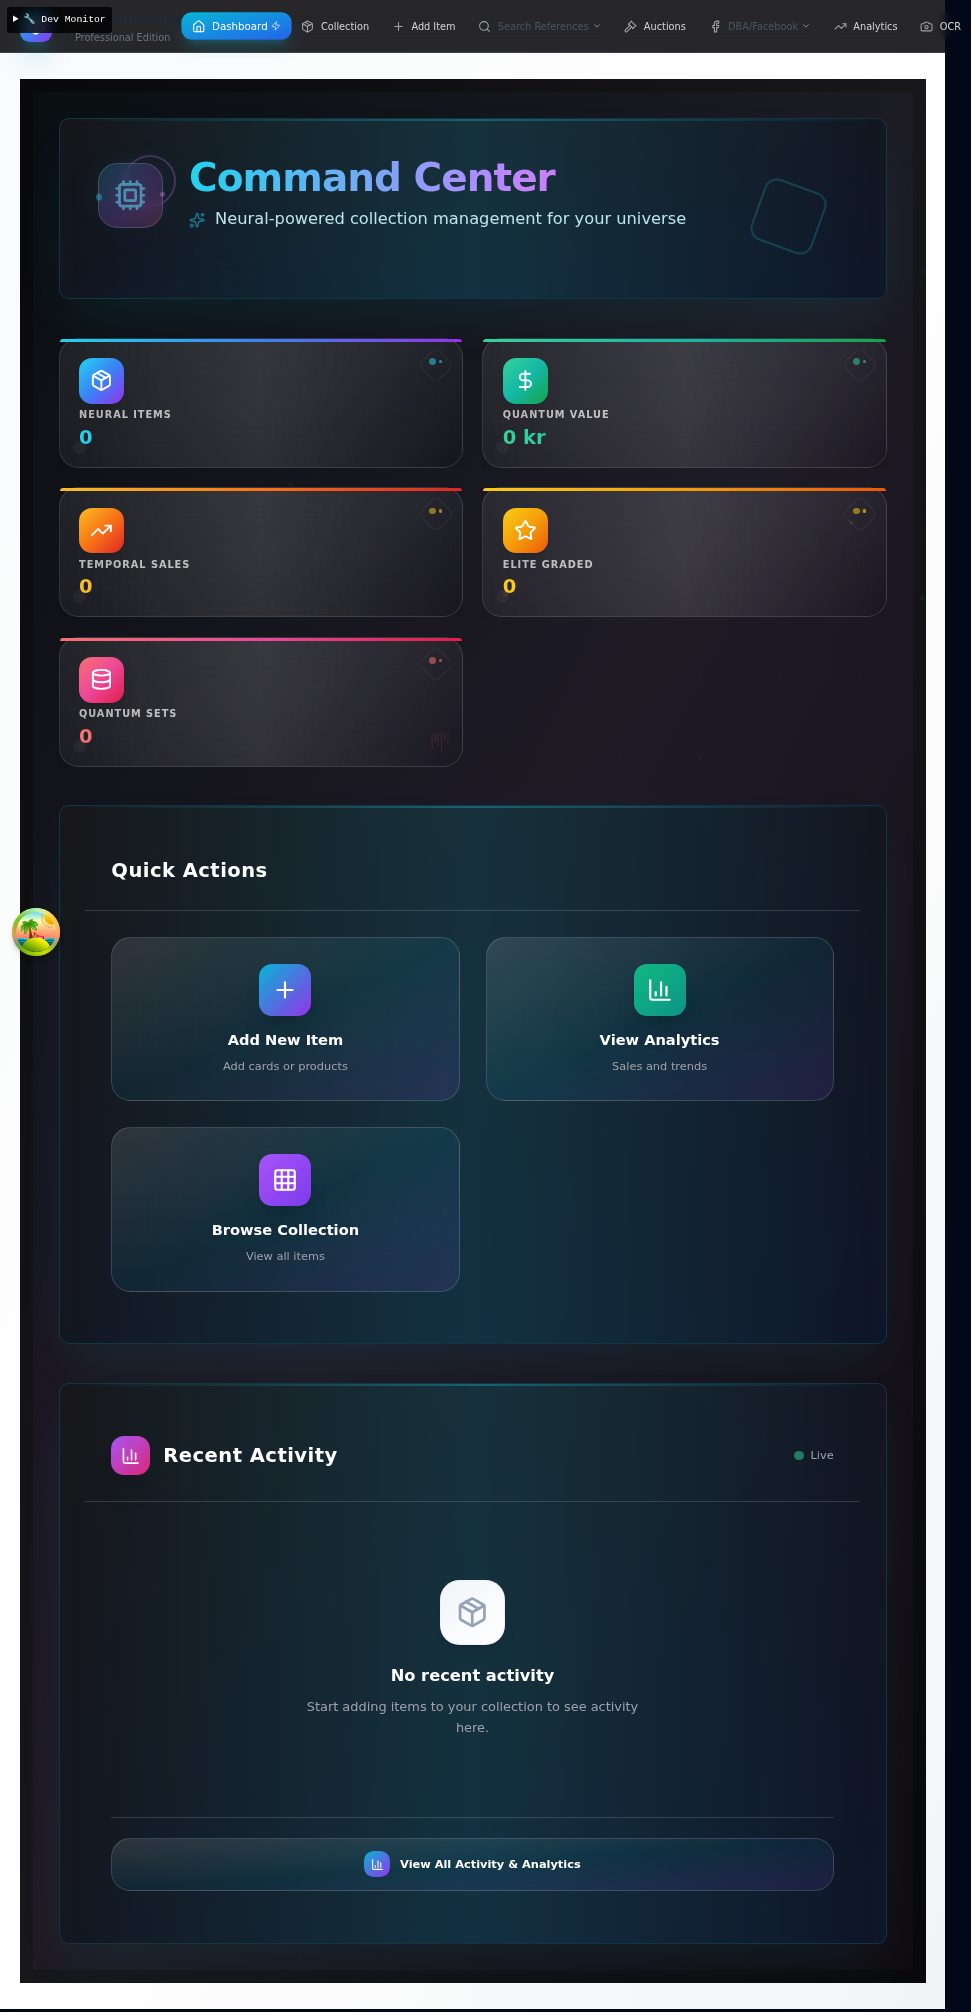 Dev Monitor
Professional Edition
Dashboard
Collection
Add Item
Search References
Auctions
DBA/Facebook
Analytics
OCR
Command Center
Neural-powered collection management for your universe
NEURAL ITEMS
0
QUANTUM VALUE
0 kr
TEMPORAL SALES
0
ELITE GRADED
0
QUANTUM SETS
0
Quick Actions
Add New Item
Add cards or products
View Analytics
Sales and trends
Browse Collection
View all items
Recent Activity
Live
No recent activity
Start adding items to your collection to see activity
here.
View All Activity & Analytics